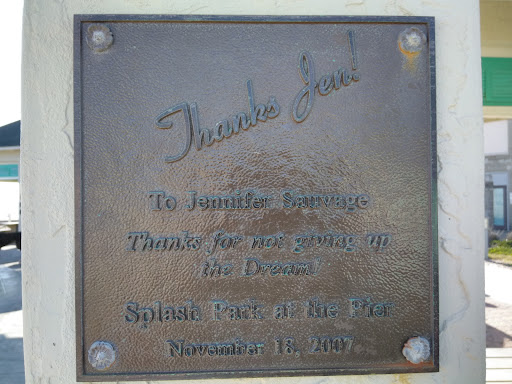 Thanks Jen!
To Jennifer Sauvage
Thanks for not giving up
the Dream!
Splash Park at the Pier
November 18, 2007